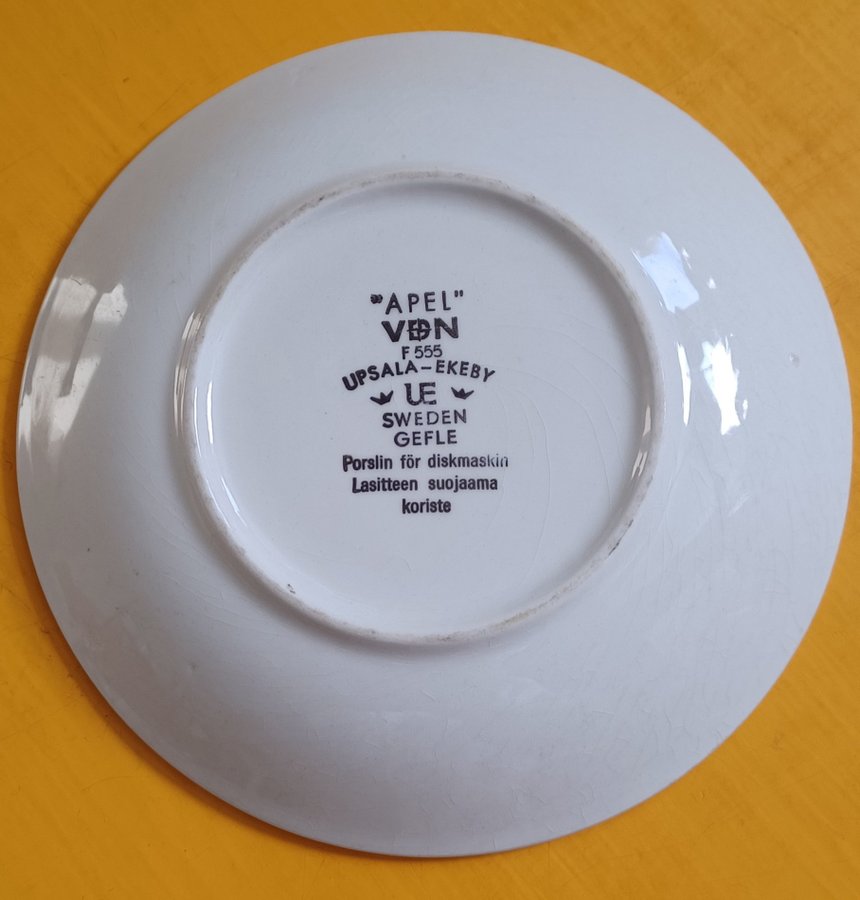 "APEL"
VDN
F 555
UPSALA-EKEBY
UE
SWEDEN
GEFLE
Porslin för diskmaskin
Lasitteen suojaama
koriste